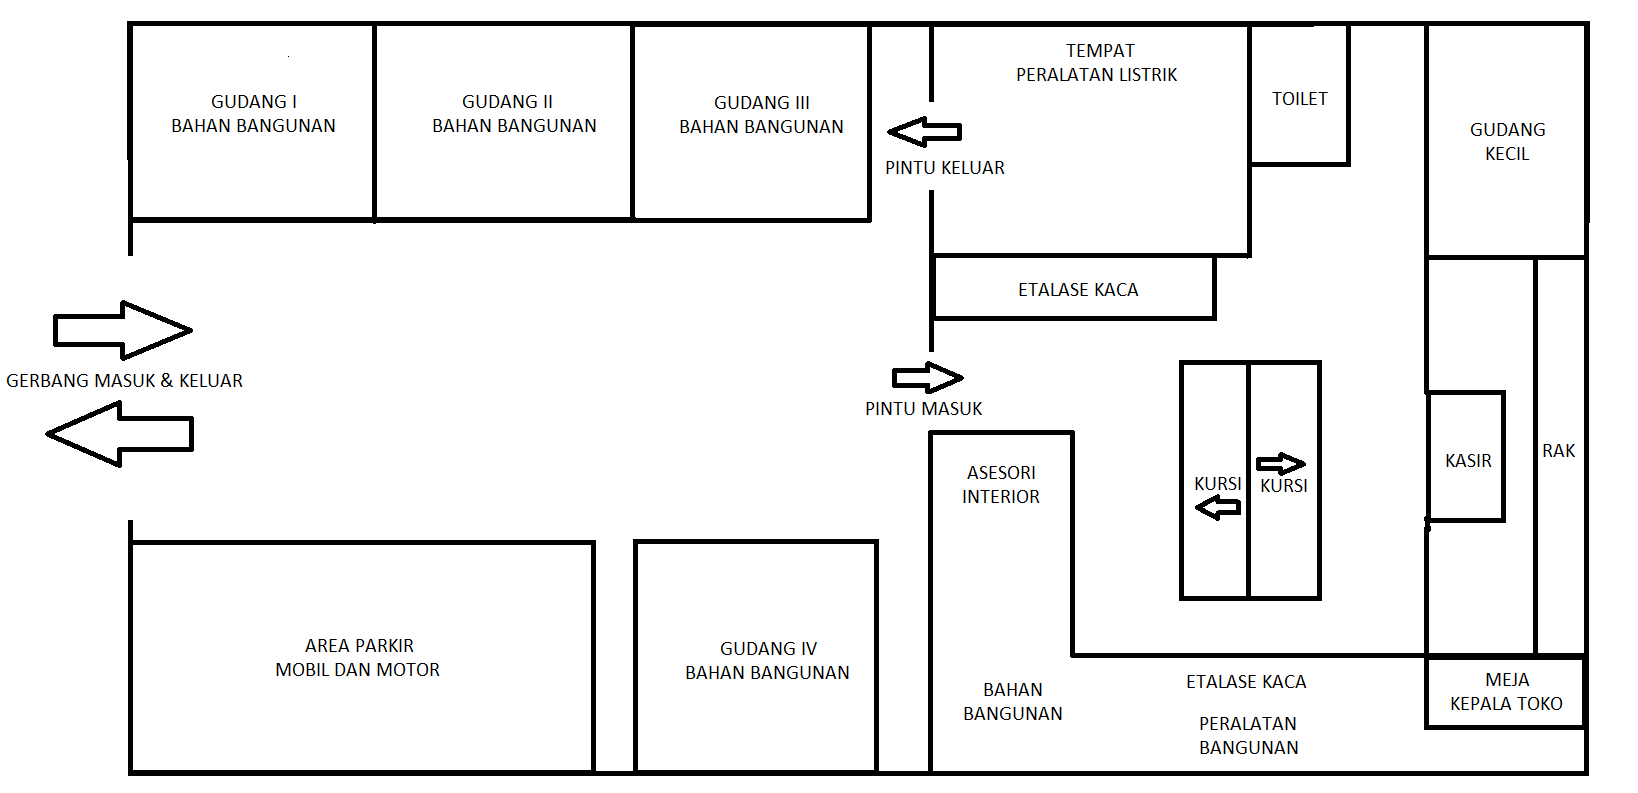 GUDANG I
BAHAN BANGUNAN
GUDANG II
BAHAN BANGUNAN
GUDANG III
BAHAN BANGUNAN
TEMPAT
PERALATAN LISTRIK
TOILET
GUDANG
KECIL
PINTU KELUAR
ETALASE KACA
GERBANG MASUK & KELUAR
PINTU MASUK
ASESORI
INTERIOR
KURSI
KURSI
KASIR
RAK
AREA PARKIR
MOBIL DAN MOTOR
GUDANG IV
BAHAN BANGUNAN
BAHAN
BANGUNAN
ETALASE KACA
PERALATAN
BANGUNAN
MEJA
KEPALA TOKO